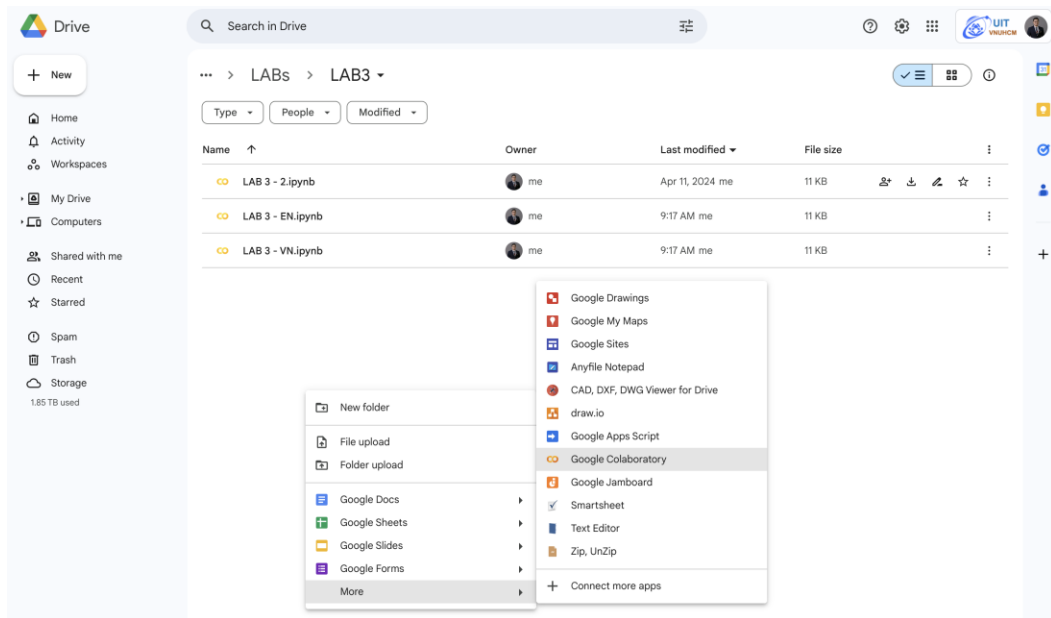 Drive
Search in Drive
UIT
VNUHCM
New
Home
Activity
Workspaces
My Drive
Computers
Shared with me
Recent
Starred
Spam
Trash
Storage
1.85 TB used
LABs > LAB3
Type People Modified
Name Owner Last modified File size
LAB 3 - 2.ipynb me Apr 11, 2024 me 11 KB
LAB 3 - EN.ipynb me 9:17 AM me 11 KB
LAB 3 - VN.ipynb me 9:17 AM me 11 KB
New folder
File upload
Folder upload
Google Docs
Google Sheets
Google Slides
Google Forms
More
Google Drawings
Google My Maps
Google Sites
Anyfile Notepad
CAD, DXF, DWG Viewer for Drive
draw.io
Google Apps Script
Google Colaboratory
Google Jamboard
Smartsheet
Text Editor
Zip, UnZip
Connect more apps